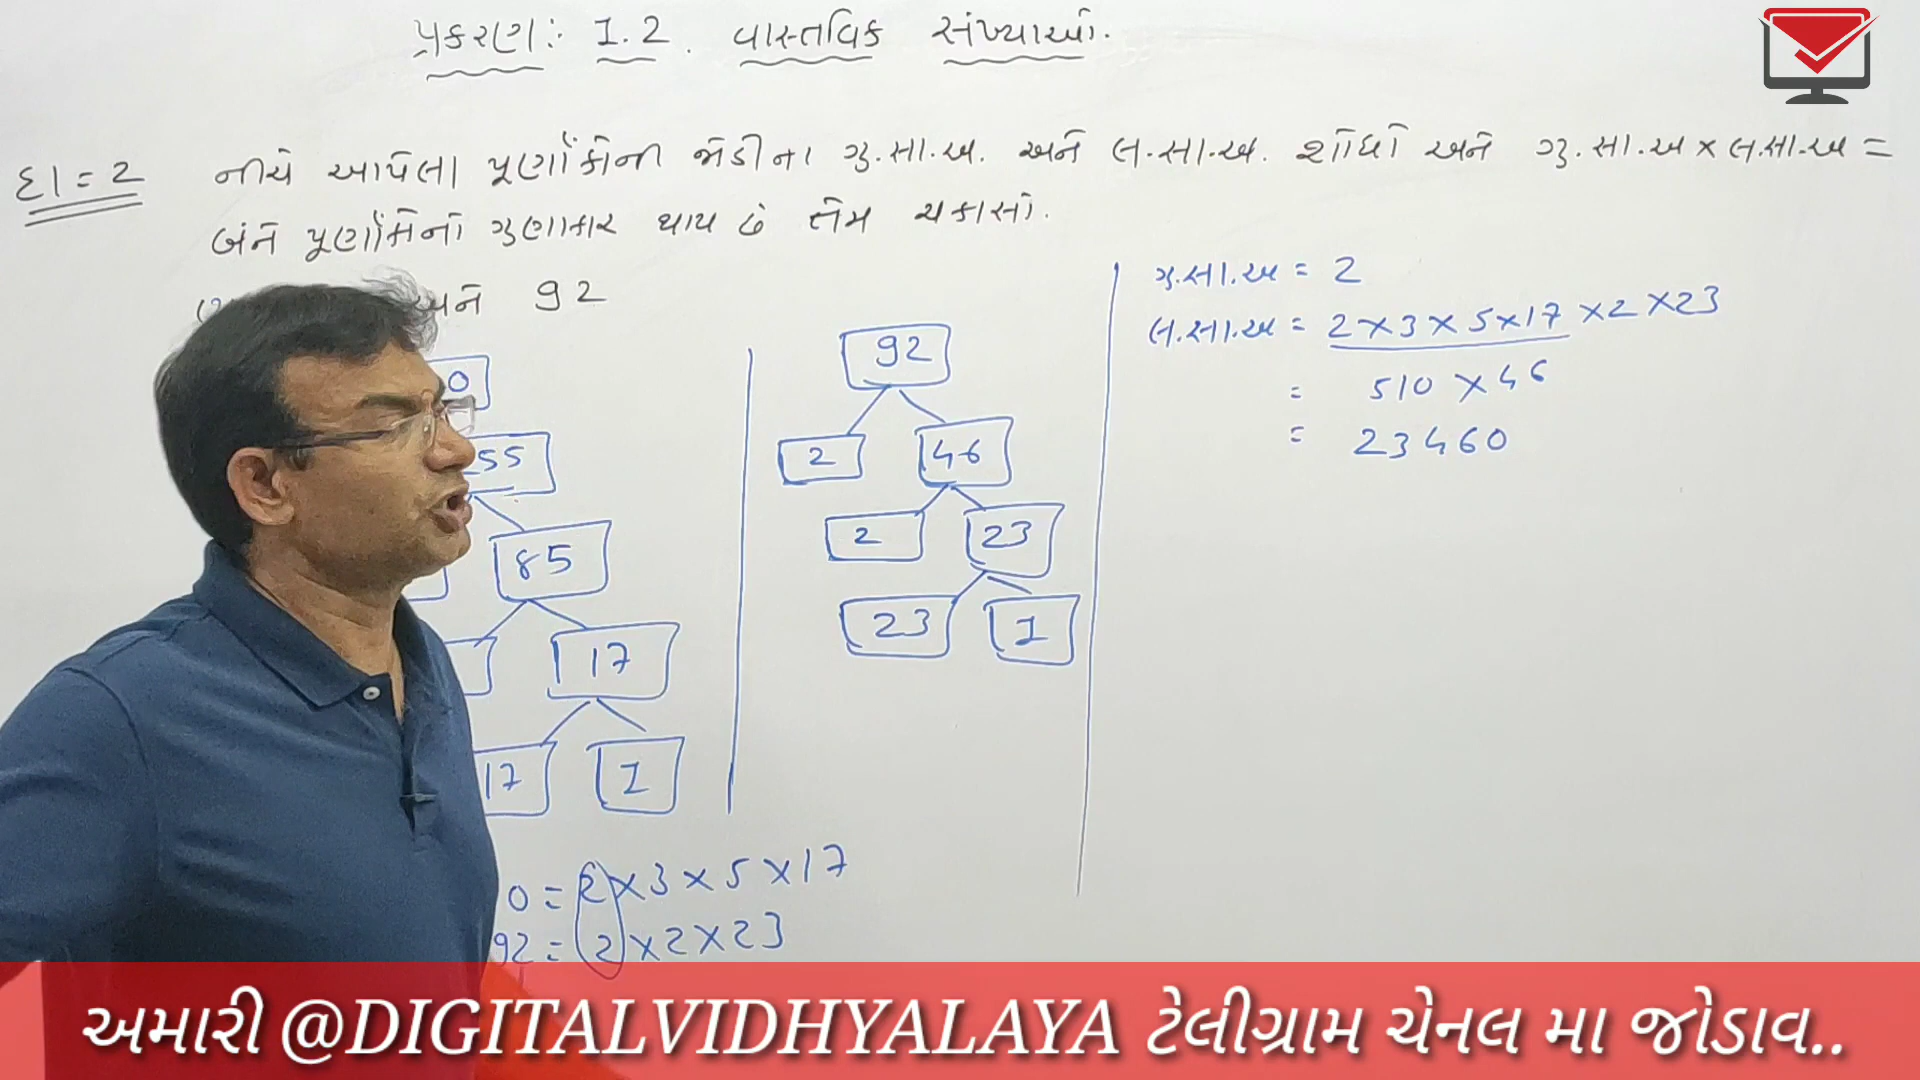 પ્રકરણ: 1.2. વાસ્તવિક સંખ્યાઓ.
દા = 2 નીચે આપેલા પૂર્ણાંકોની જોડીના ગુ.સા.અ. અને લ.સા.અ. શોધો અને ગુ.સા.અ × લ.સા.અ =
બંને પૂર્ણાંકોનો ગુણાકાર થાય છે તેમ ચકાસો.
અને 92
0
55
85
17
17 1
0 = 2 × 3 × 5 × 17
92 = 2 × 2 × 23
92
2 46
2 23
23 1
ગુ.સા.અ = 2
લ.સા.અ = 2 × 3 × 5 × 17 × 2 × 23
= 510 × 46
= 23460
અમારી @DIGITALVIDHYALAYA ટેલીગ્રામ ચેનલ મા જોડાવ..